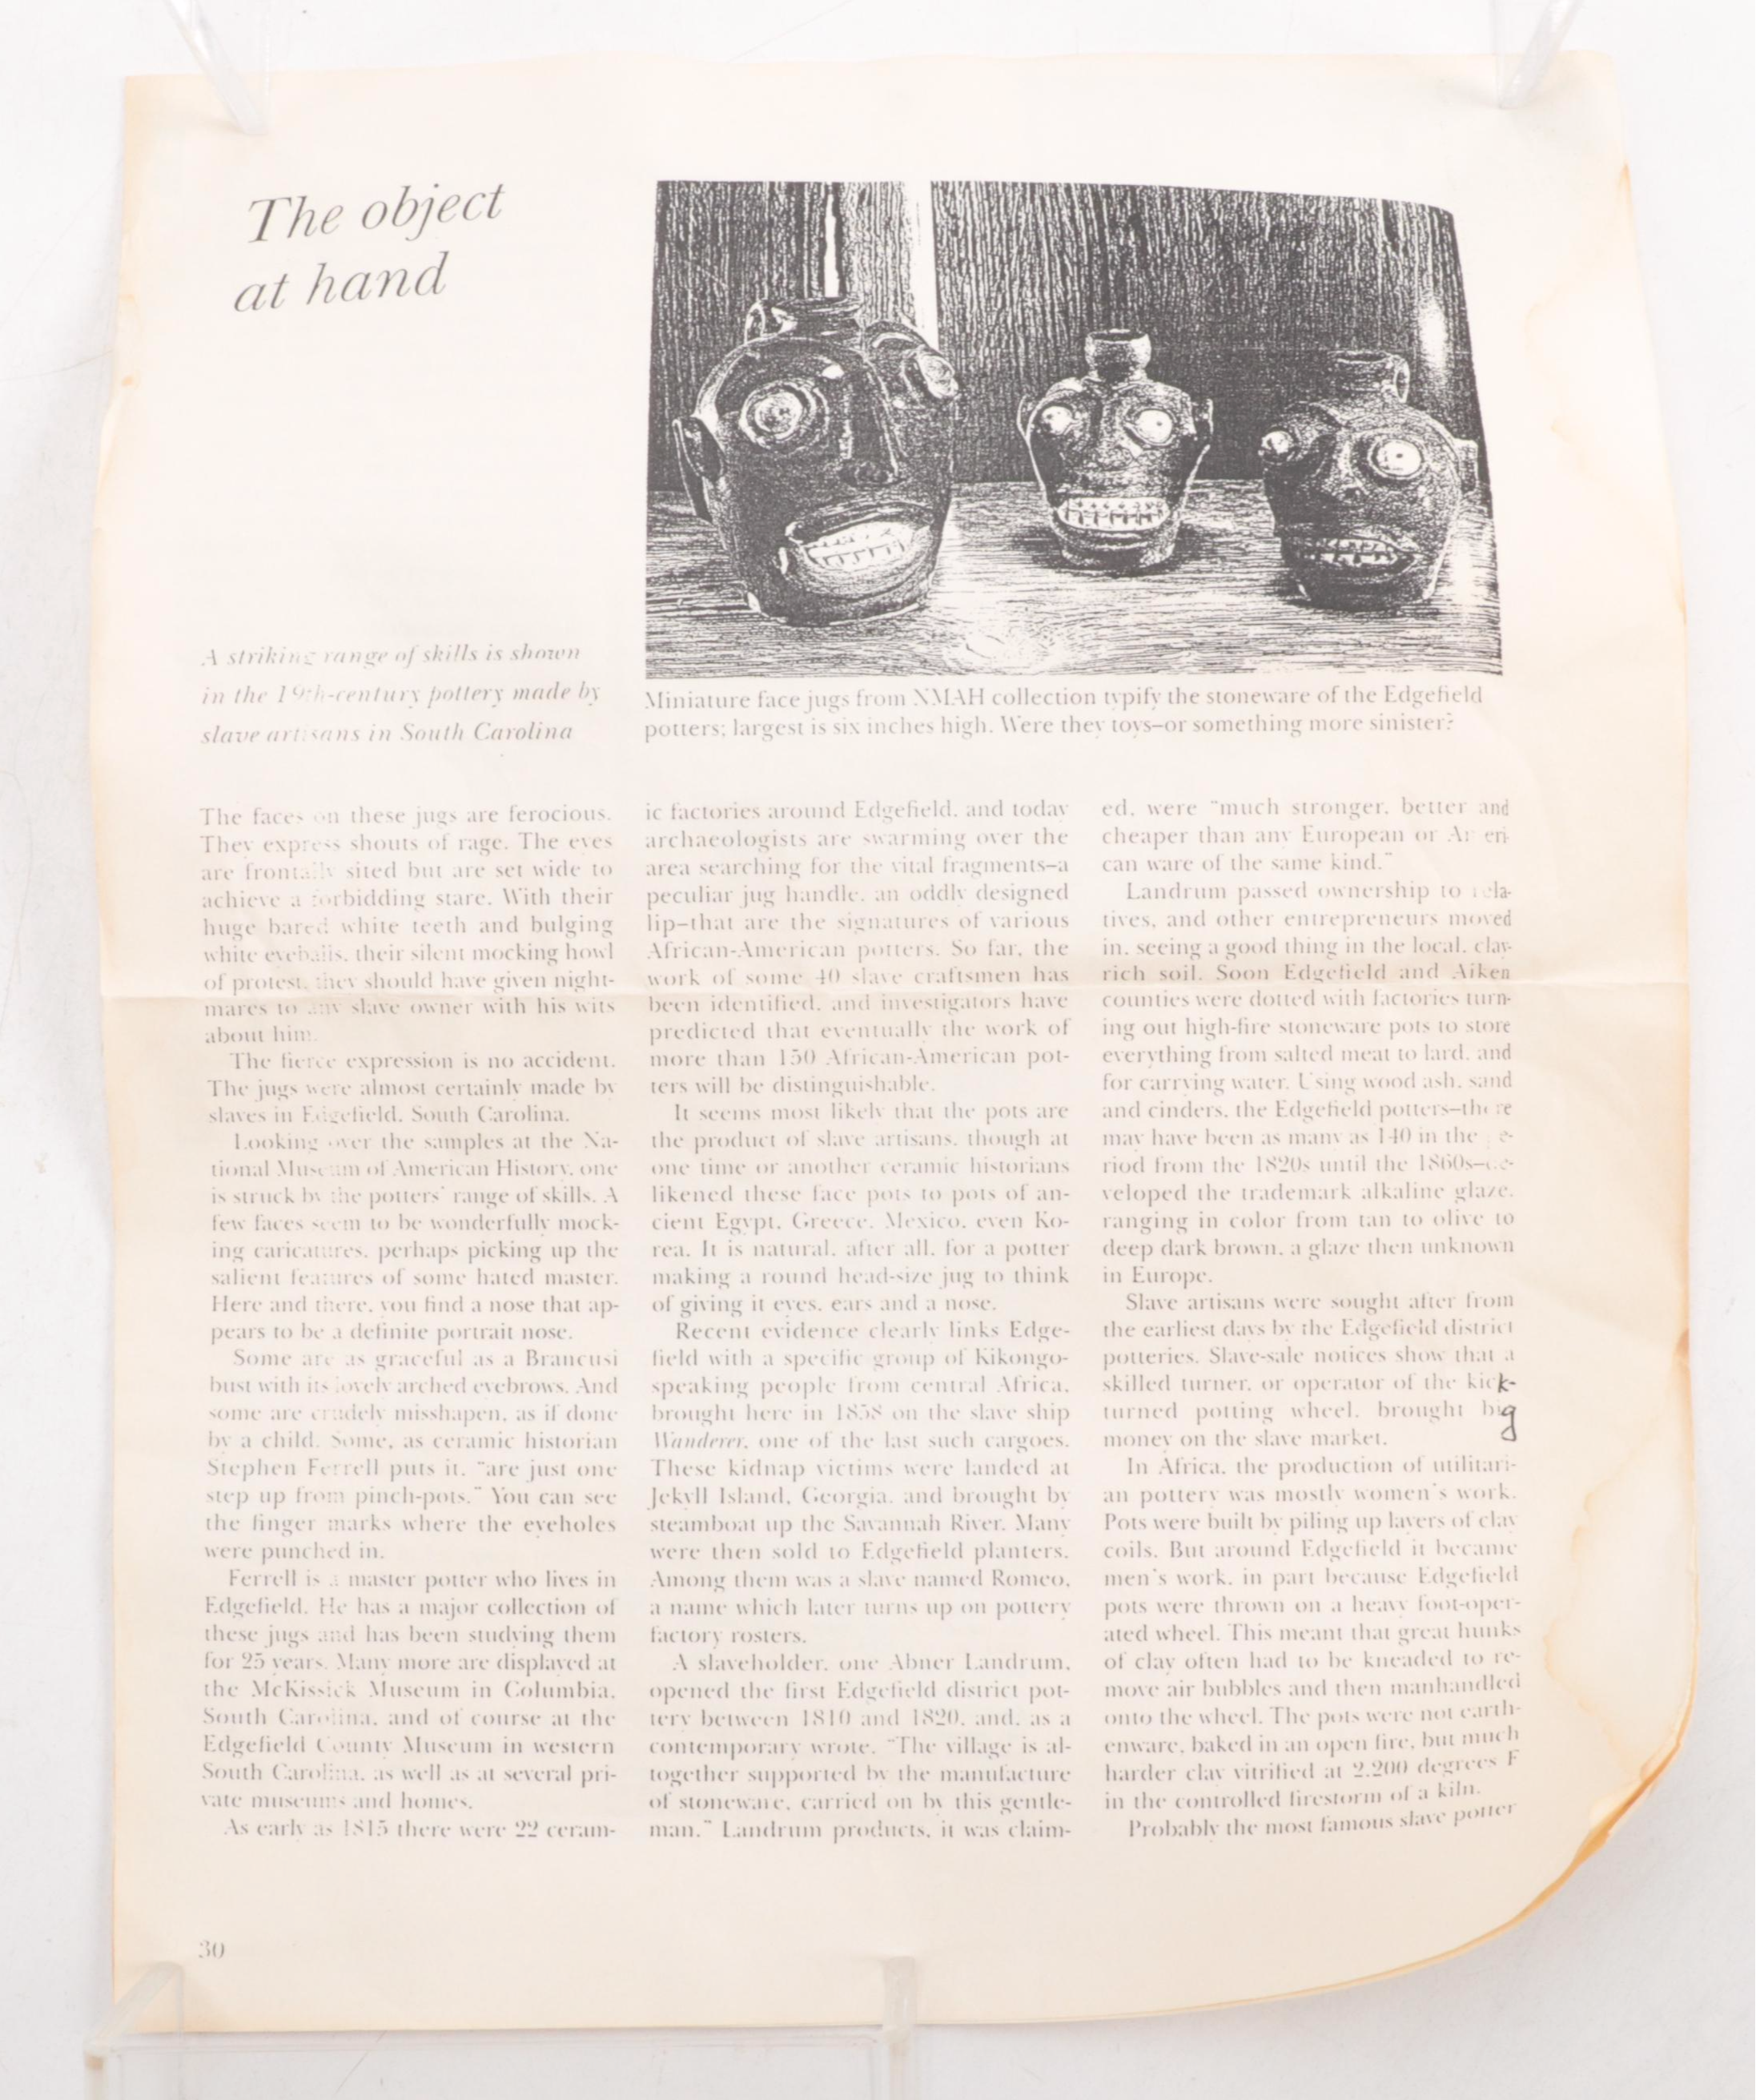 The object
at hand
A striking range of skills is shown
in the 19th-century pottery made by
slave artisans in South Carolina
Miniature face jugs from NMAH collection typify the stoneware of the Edgefield
potters; largest is six inches high. Were they toys—or something more sinister?
The faces on these jugs are ferocious.
They express shouts of rage. The eyes
are frontally sited but are set wide to
achieve a forbidding stare. With their
huge bared white teeth and bulging
white eyeballs, their silent mocking howl
of protest, they should have given night-
mares to any slave owner with his wits
about him.
The fierce expression is no accident.
The jugs were almost certainly made by
slaves in Edgefield, South Carolina.
Looking over the samples at the Na-
tional Museum of American History, one
is struck by the potters' range of skills. A
few faces seem to be wonderfully mock-
ing caricatures, perhaps picking up the
salient features of some hated master.
Here and there, you find a nose that ap-
pears to be a definite portrait nose.
Some are as graceful as a Brancusi
bust with its lovely arched eyebrows. And
some are crudely misshapen, as if done
by a child. Some, as ceramic historian
Stephen Ferrell puts it, "are just one
step up from pinch-pots." You can see
the finger marks where the eyeholes
were punched in.
Ferrell is a master potter who lives in
Edgefield. He has a major collection of
these jugs and has been studying them
for 25 years. Many more are displayed at
the McKissick Museum in Columbia,
South Carolina, and of course at the
Edgefield County Museum in western
South Carolina, as well as at several pri-
vate museums and homes.
As early as 1815 there were 22 ceram-
ic factories around Edgefield, and today
archaeologists are swarming over the
area searching for the vital fragments—a
peculiar jug handle, an oddly designed
lip—that are the signatures of various
African-American potters. So far, the
work of some 40 slave craftsmen has
been identified, and investigators have
predicted that eventually the work of
more than 150 African-American pot-
ters will be distinguishable.
It seems most likely that the pots are
the product of slave artisans, though at
one time or another ceramic historians
likened these face pots to pots of an-
cient Egypt, Greece, Mexico, even Ko-
rea. It is natural, after all, for a potter
making a round head-size jug to think
of giving it eyes, ears and a nose.
Recent evidence clearly links Edge-
field with a specific group of Kikongo-
speaking people from central Africa,
brought here in 1858 on the slave ship
Wanderer, one of the last such cargoes.
These kidnap victims were landed at
Jekyll Island, Georgia, and brought by
steamboat up the Savannah River. Many
were then sold to Edgefield planters.
Among them was a slave named Romeo,
a name which later turns up on pottery
factory rosters.
A slaveholder, one Abner Landrum,
opened the first Edgefield district pot-
tery between 1810 and 1820, and, as a
contemporary wrote, "The village is al-
together supported by the manufacture
of stoneware, carried on by this gentle-
man." Landrum products, it was claim-
ed, were "much stronger, better and
cheaper than any European or Ameri-
can ware of the same kind."
Landrum passed ownership to rela-
tives, and other entrepreneurs moved
in, seeing a good thing in the local, clay-
rich soil. Soon Edgefield and Aiken
counties were dotted with factories turn-
ing out high-fire stoneware pots to store
everything from salted meat to lard, and
for carrying water. Using wood ash, sand
and cinders, the Edgefield potters—there
may have been as many as 140 in the pe-
riod from the 1820s until the 1860s—de-
veloped the trademark alkaline glaze,
ranging in color from tan to olive to
deep dark brown, a glaze then unknown
in Europe.
Slave artisans were sought after from
the earliest days by the Edgefield district
potteries. Slave-sale notices show that a
skilled turner, or operator of the kick-
turned potting wheel, brought big
money on the slave market.
In Africa, the production of utilitari-
an pottery was mostly women's work.
Pots were built by piling up layers of clay
coils. But around Edgefield it became
men's work, in part because Edgefield
pots were thrown on a heavy foot-oper-
ated wheel. This meant that great hunks
of clay often had to be kneaded to re-
move air bubbles and then manhandled
onto the wheel. The pots were not earth-
enware, baked in an open fire, but much
harder clay vitrified at 2,200 degrees F
in the controlled firestorm of a kiln.
Probably the most famous slave potter
30